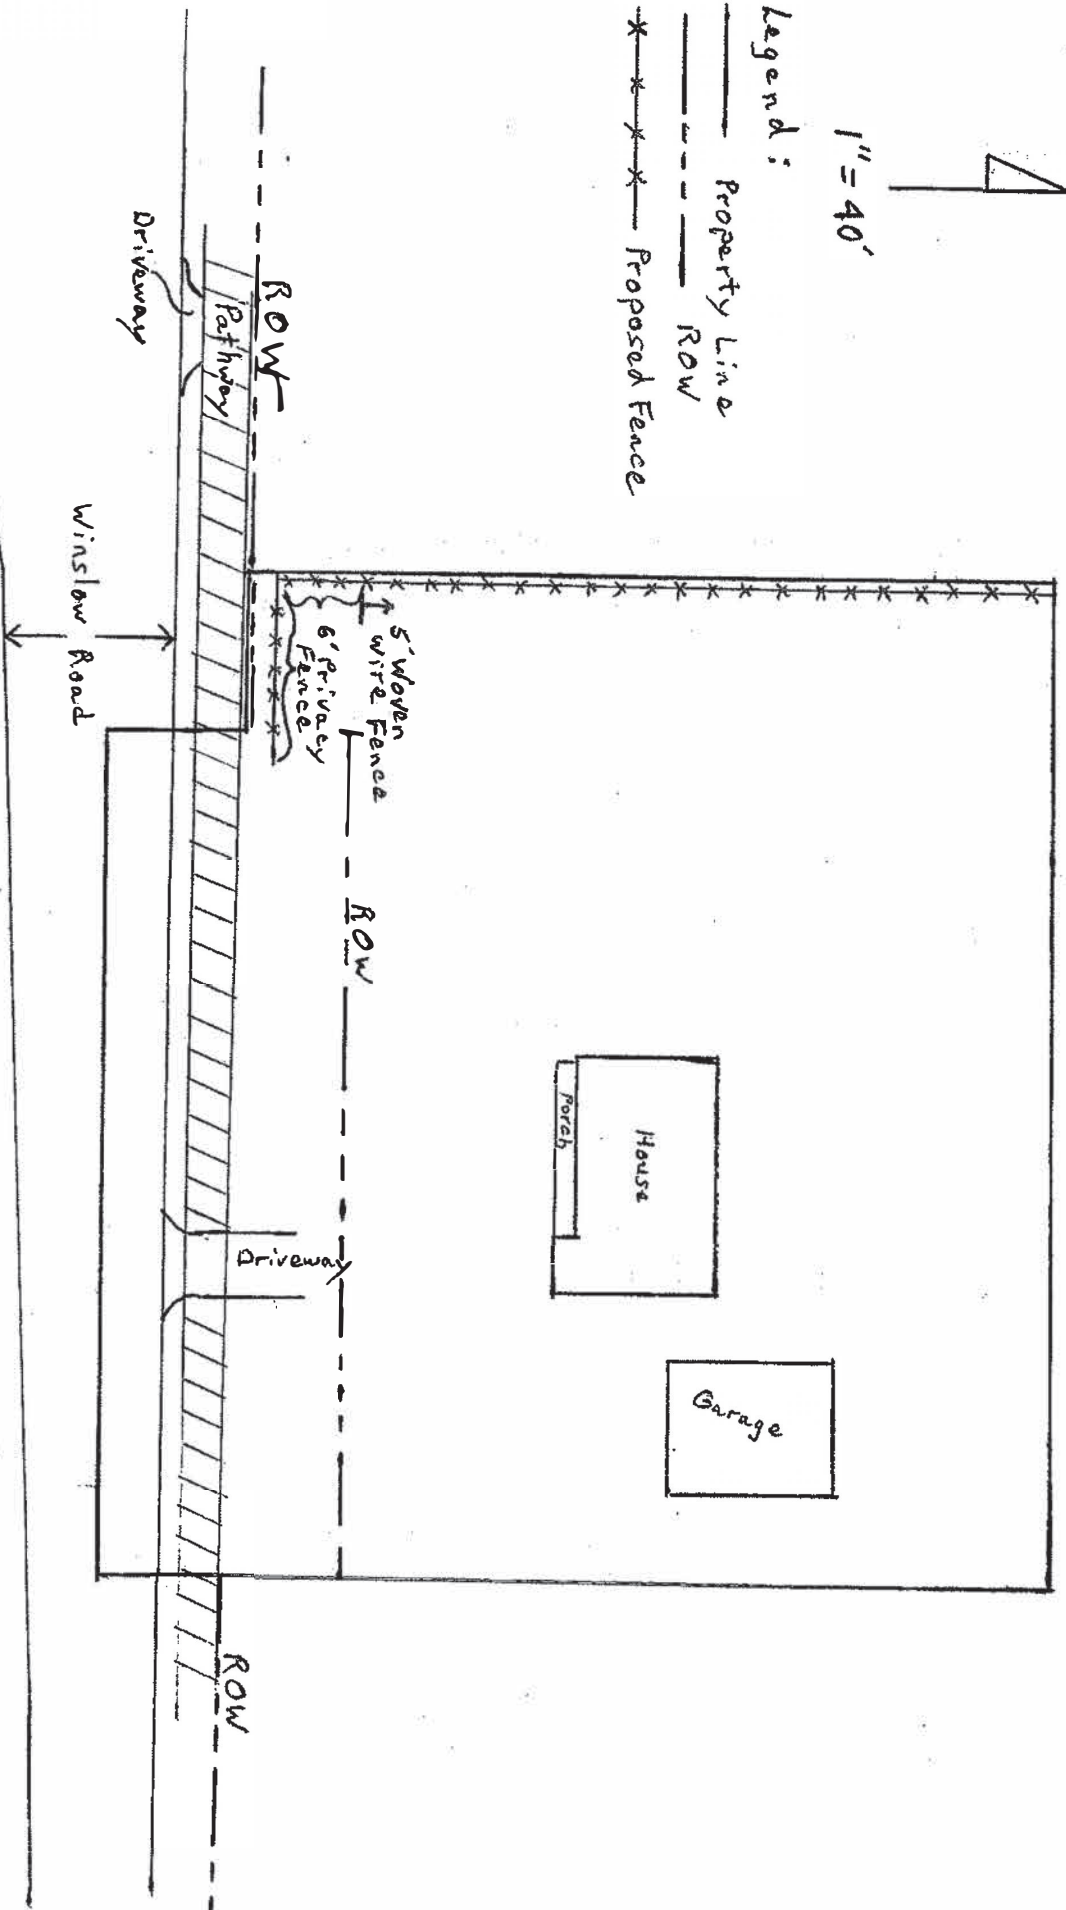 1"=40'
Legend:
Property Line
ROW
Proposed Fence
5' Woven
Wire Fence
6' Privacy
Fence
House
Porch
Garage
ROW
ROW
Pathway
Driveway
Driveway
ROW
Winslow Road